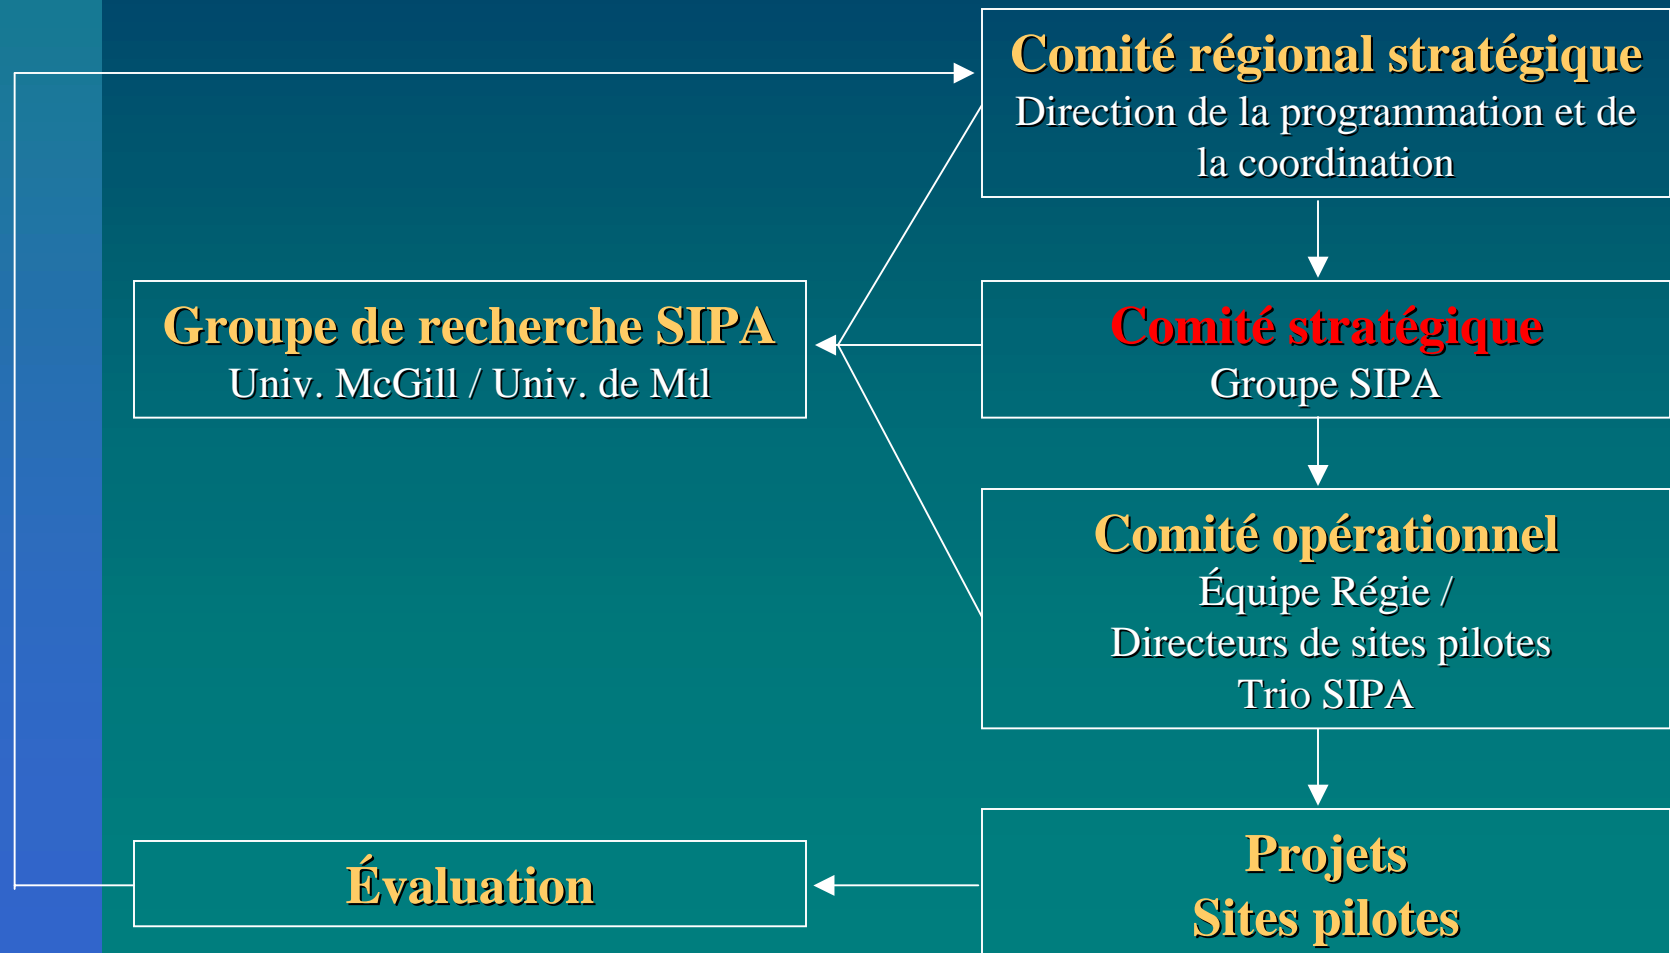 Comité régional stratégique
Direction de la programmation et de
la coordination
Groupe de recherche SIPA
Univ. McGill / Univ. de Mtl
Comité stratégique
Groupe SIPA
Comité opérationnel
Équipe Régie /
Directeurs de sites pilotes
Trio SIPA
Évaluation
Projets
Sites pilotes